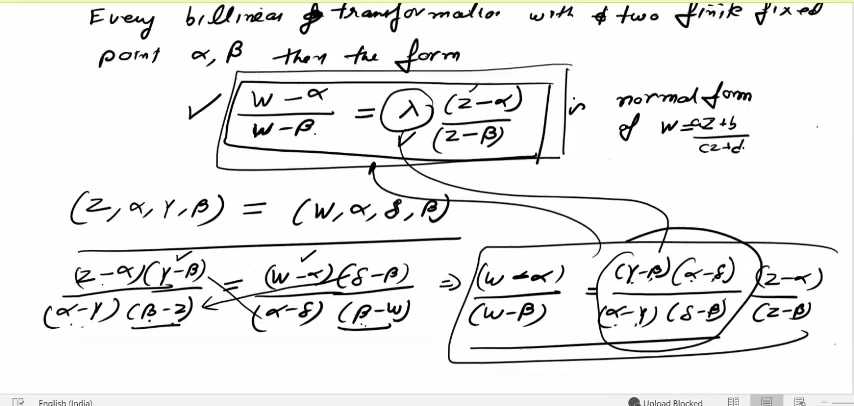 Every billinear transformation with two finite fixed
point α, β then the form
(W-α)/(W-β) = λ (z-α)/(z-β) is normal form
of W = (az+b)/(cz+d)
(z, α, γ, β) = (W, α, δ, β)
(z-α)(γ-β)/(α-γ)(β-z) = (W-α)(δ-β)/(α-δ)(β-W) ⇒ (W-α)/(W-β) = (γ-β)(α-δ)/(α-γ)(δ-β) (z-α)/(z-β)
English (India)
Upload Blocked